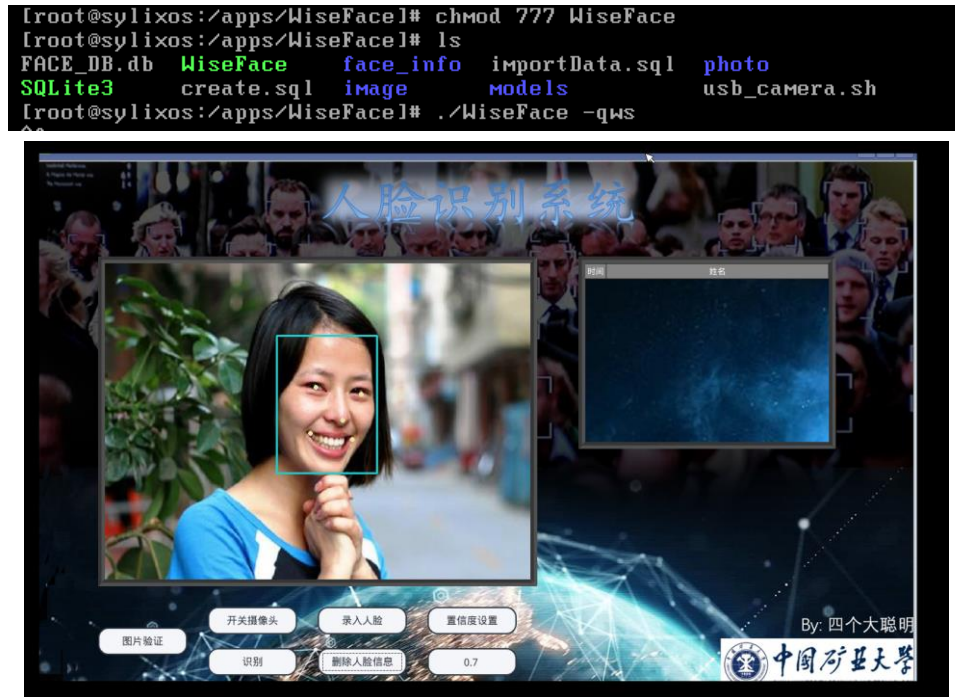 [root@sylixos:/apps/WiseFace]# chmod 777 WiseFace
[root@sylixos:/apps/WiseFace]# ls
FACE_DB.db WiseFace face_info importData.sql photo
SQLite3 create.sql image models usb_camera.sh
[root@sylixos:/apps/WiseFace]# ./WiseFace -qws
人脸识别系统
时间 姓名
开关摄像头 录入人脸 置信度设置
图片验证
识别 删除人脸信息 0.7
By: 四个大聪明
中国矿业大学